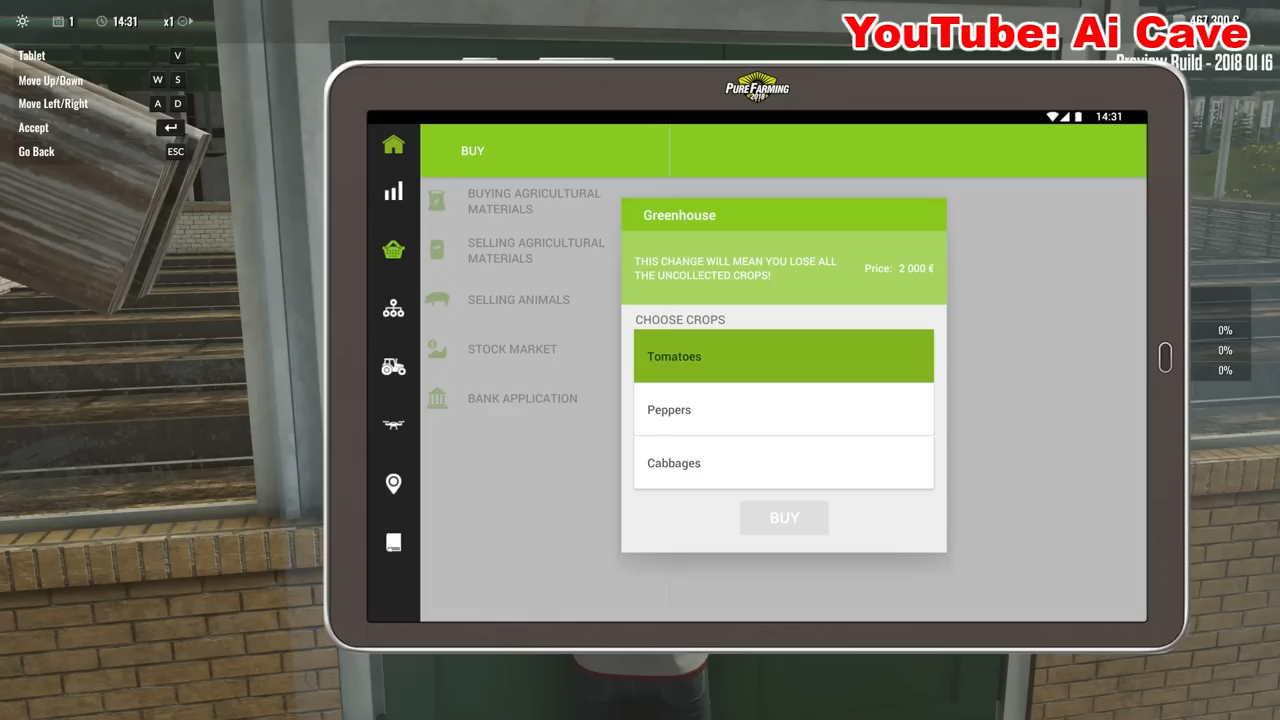 1
14:31
x1
467 300 €
YouTube: Ai Cave
Preview Build - 2018 01 16
Tablet
V
Move Up/Down
W S
Move Left/Right
A D
Accept
Go Back
ESC
PURE FARMING
2018
14:31
BUY
BUYING AGRICULTURAL
MATERIALS
SELLING AGRICULTURAL
MATERIALS
SELLING ANIMALS
STOCK MARKET
BANK APPLICATION
Greenhouse
THIS CHANGE WILL MEAN YOU LOSE ALL
THE UNCOLLECTED CROPS!
Price: 2 000 €
CHOOSE CROPS
Tomatoes
Peppers
Cabbages
BUY
0%
0%
0%